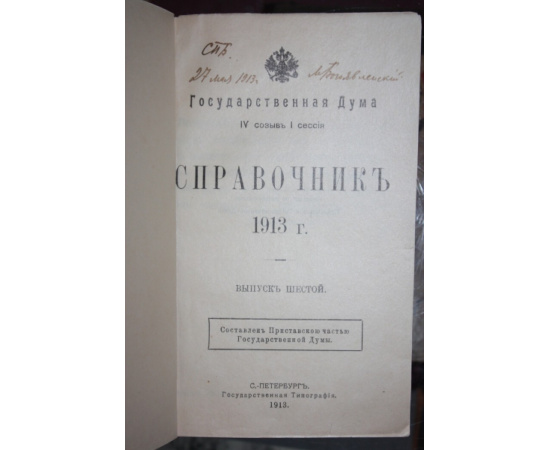 СПБ.
27 мая 1913 г. М. Богоявленскій
Государственная Дума
IV созывъ I сессія
СПРАВОЧНИКЪ
1913 г.
ВЫПУСКЪ ШЕСТОЙ.
Составленъ Приставскою частью
Государственной Думы.
С.-ПЕТЕРБУРГЪ.
Государственная Типографія.
1913.